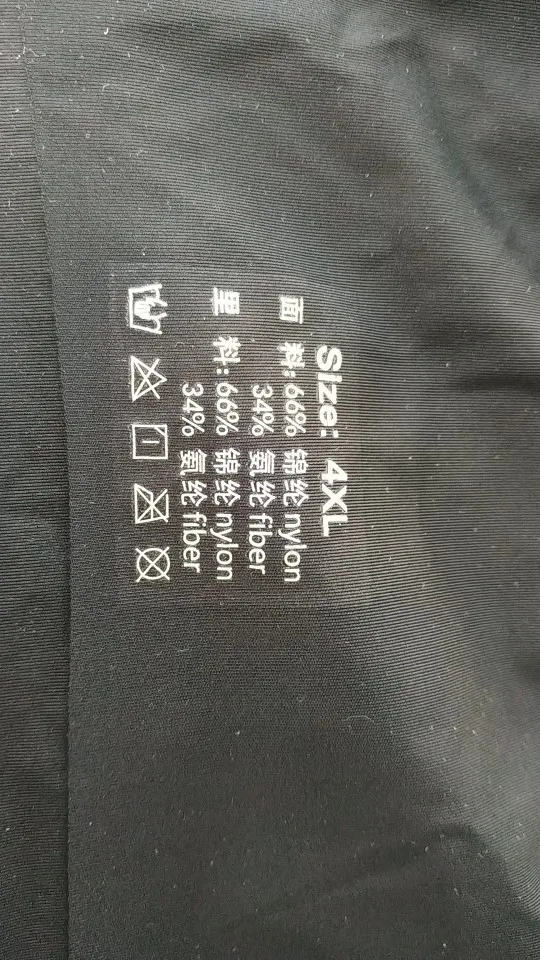 Size: 4XL
面 料: 66% 锦纶 nylon
34% 氨纶 fiber
里 料: 66% 锦纶 nylon
34% 氨纶 fiber